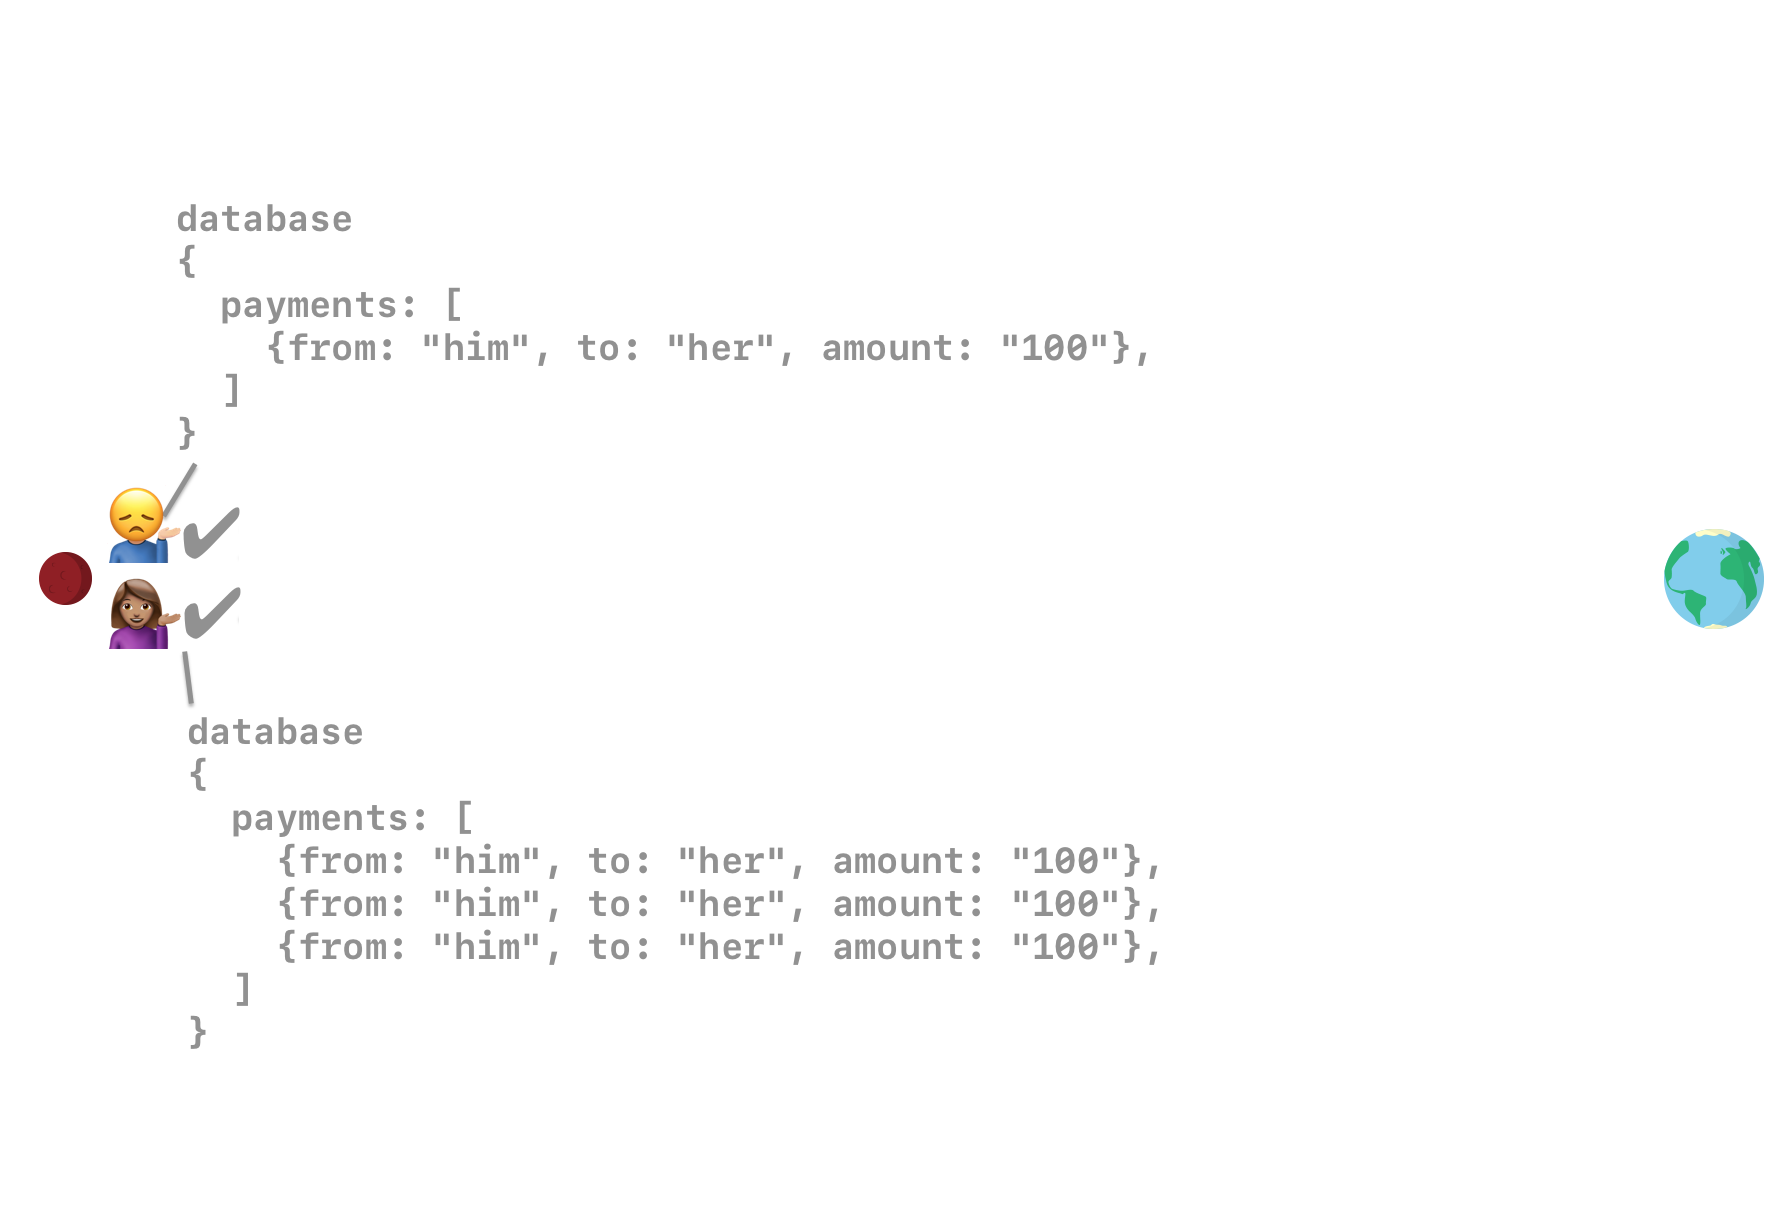 database
{
  payments: [
    {from: "him", to: "her", amount: "100"},
  ]
}
database
{
  payments: [
    {from: "him", to: "her", amount: "100"},
    {from: "him", to: "her", amount: "100"},
    {from: "him", to: "her", amount: "100"},
  ]
}